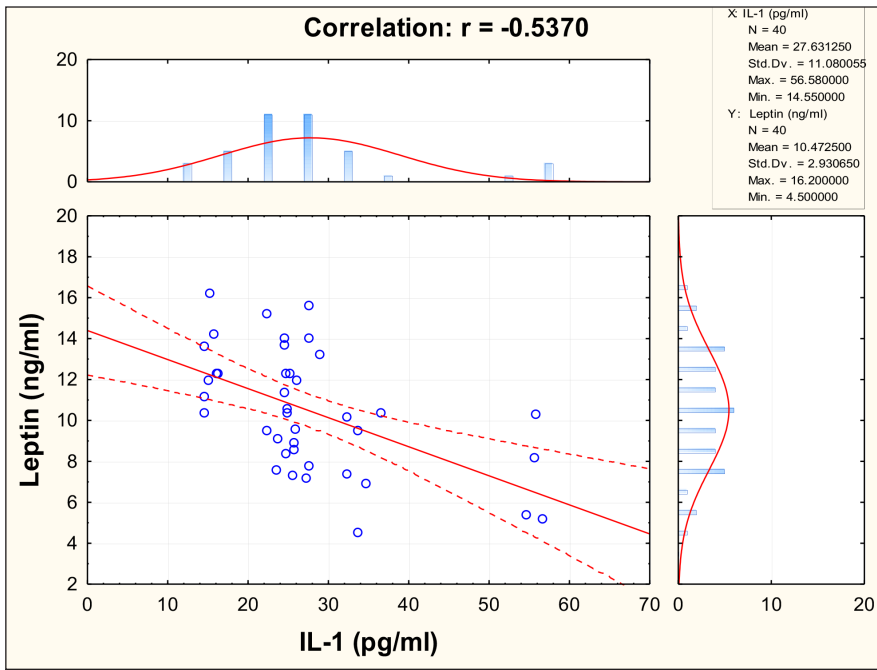 Correlation: r = -0.5370
X: IL-1 (pg/ml)
N = 40
Mean = 27.631250
Std.Dv. = 11.080055
Max. = 56.580000
Min. = 14.550000
Y: Leptin (ng/ml)
N = 40
Mean = 10.472500
Std.Dv. = 2.930650
Max. = 16.200000
Min. = 4.500000
20
10
0
20
18
16
14
12
10
8
6
4
2
Leptin (ng/ml)
0 10 20 30 40 50 60 70
IL-1 (pg/ml)
0 10 20